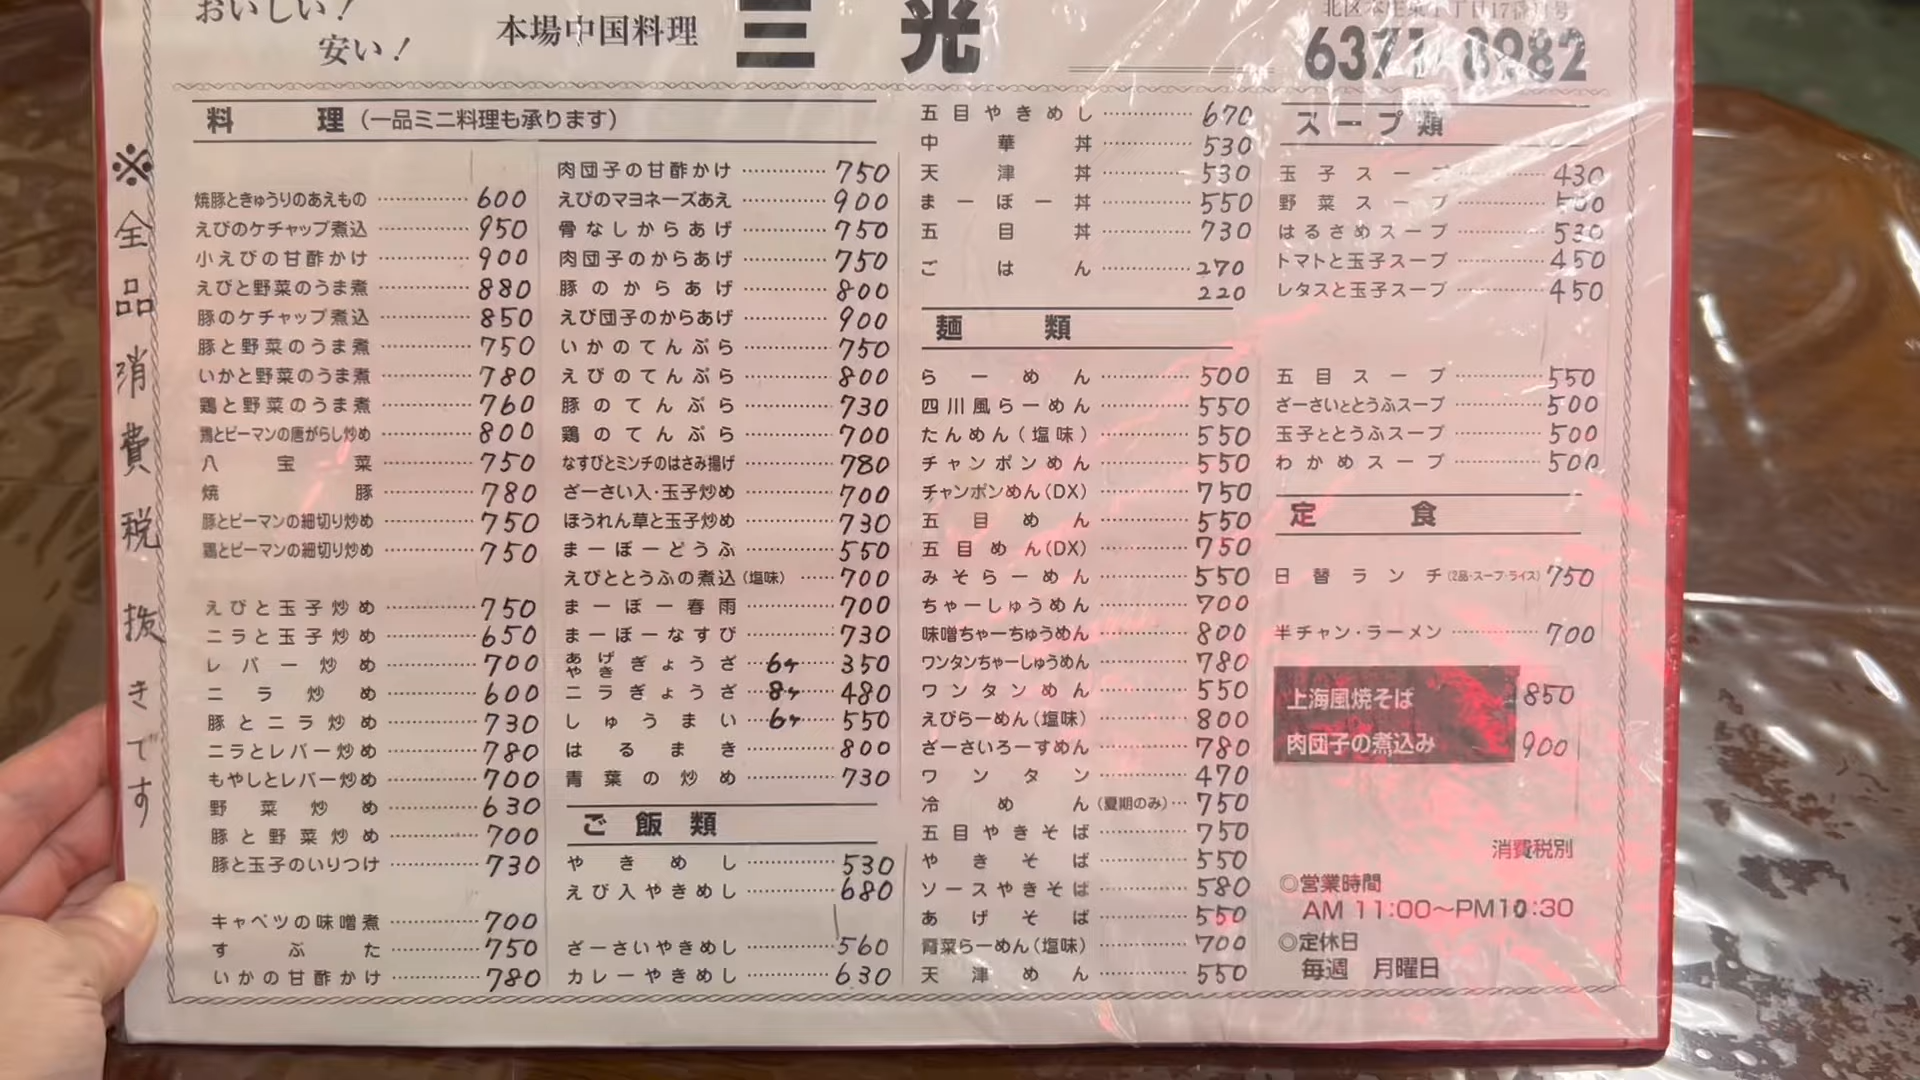 おいしい!
安い!
本場中国料理
三光
北区本庄東1丁目17番11号
6371-8982
※全品消費税抜きです
料理(一品ミニ料理も承ります)
焼豚ときゅうりのあえもの 600
えびのケチャップ煮込 950
小えびの甘酢かけ 900
えびと野菜のうま煮 880
豚のケチャップ煮込 850
豚と野菜のうま煮 750
いかと野菜のうま煮 780
鶏と野菜のうま煮 760
鶏とピーマンの唐がらし炒め 800
八宝菜 750
焼豚 780
豚とピーマンの細切り炒め 750
鶏とピーマンの細切り炒め 750
えびと玉子炒め 750
ニラと玉子炒め 650
レバー炒め 700
ニラ炒め 600
豚とニラ炒め 730
ニラとレバー炒め 780
もやしとレバー炒め 700
野菜炒め 630
豚と野菜炒め 700
豚と玉子のいりつけ 730
キャベツの味噌煮 700
すぶた 750
いかの甘酢かけ 780
肉団子の甘酢かけ 750
えびのマヨネーズあえ 900
骨なしからあげ 750
肉団子のからあげ 750
豚のからあげ 800
えび団子のからあげ 900
いかのてんぷら 750
えびのてんぷら 800
豚のてんぷら 730
鶏のてんぷら 700
なすびとミンチのはさみ揚げ 780
ざーさい入・玉子炒め 700
ほうれん草と玉子炒め 730
まーぼーどうふ 550
えびととうふの煮込(塩味) 700
まーぼー春雨 700
まーぼーなすび 730
あげやきぎょうざ 6ケ 350
ニラぎょうざ 8ケ 480
しゅうまい 6ケ 550
はるまき 800
青菜の炒め 730
ご飯類
やきめし 530
えび入やきめし 680
ざーさいやきめし 560
カレーやきめし 630
五目やきめし 670
中華丼 530
天津丼 530
まーぼー丼 550
五目丼 730
ごはん 270
220
麺類
らーめん 500
四川風らーめん 550
たんめん(塩味) 550
チャンポンめん 550
チャンポンめん(DX) 750
五目めん 550
五目めん(DX) 750
みそらーめん 550
ちゃーしゅうめん 700
味噌ちゃーちゅうめん 800
ワンタンちゃーしゅうめん 780
ワンタンめん 550
えびらーめん(塩味) 800
ざーさいろーすめん 780
ワンタン 470
冷めん(夏期のみ) 750
五目やきそば 750
やきそば 550
ソースやきそば 580
あげそば 550
青菜らーめん(塩味) 700
天津めん 550
スープ類
玉子スープ 430
野菜スープ
はるさめスープ 530
トマトと玉子スープ 450
レタスと玉子スープ 450
五目スープ 550
ざーさいととうふスープ 500
玉子ととうふスープ 500
わかめスープ 500
定食
日替ランチ(2品・スープ・ライス) 750
半チャン・ラーメン 700
上海風焼そば 850
肉団子の煮込み 900
消費税別
◎営業時間
AM 11:00〜PM10:30
◎定休日
毎週 月曜日